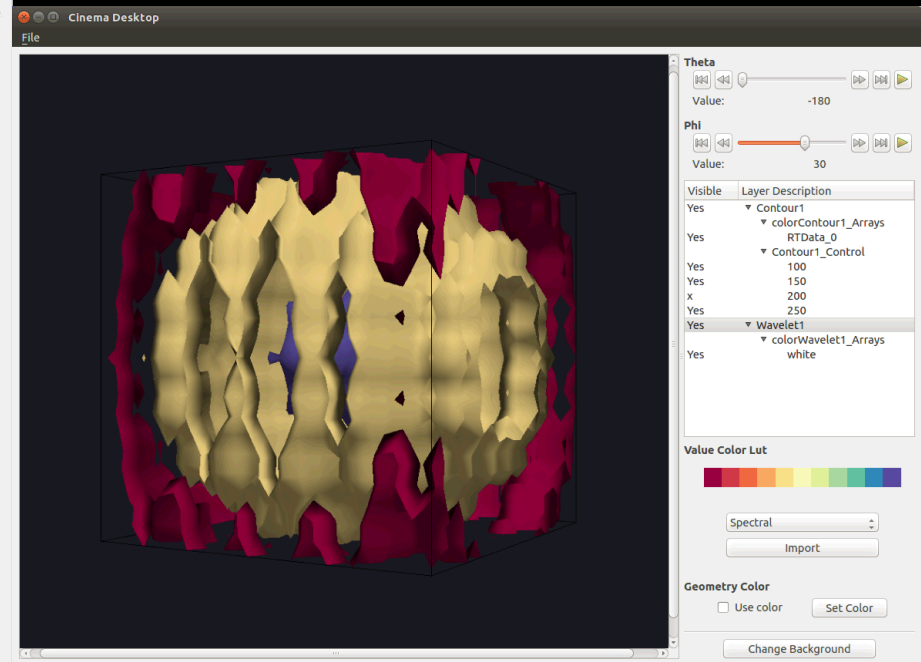 Cinema Desktop
File
Theta
Value: -180
Phi
Value: 30
Visible Layer Description
Yes Contour1
colorContour1_Arrays
Yes RTData_0
Contour1_Control
Yes 100
Yes 150
x 200
Yes 250
Yes Wavelet1
colorWavelet1_Arrays
Yes white
Value Color Lut
Spectral
Import
Geometry Color
Use color Set Color
Change Background